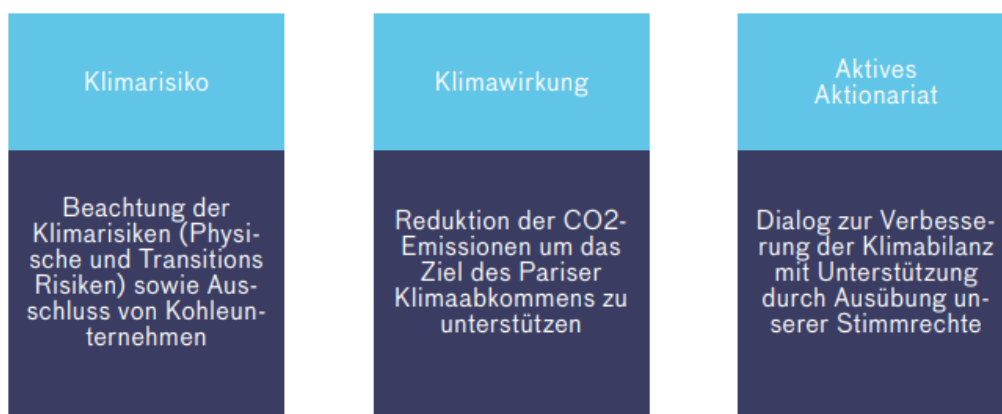 Klimarisiko
Beachtung der
Klimarisiken (Physi-
sche und Transitions
Risiken) sowie Aus-
schluss von Kohleun-
ternehmen
Klimawirkung
Reduktion der CO2-
Emissionen um das
Ziel des Pariser
Klimaabkommens zu
unterstützen
Aktives
Aktionariat
Dialog zur Verbesse-
rung der Klimabilanz
mit Unterstützung
durch Ausübung un-
serer Stimmrechte